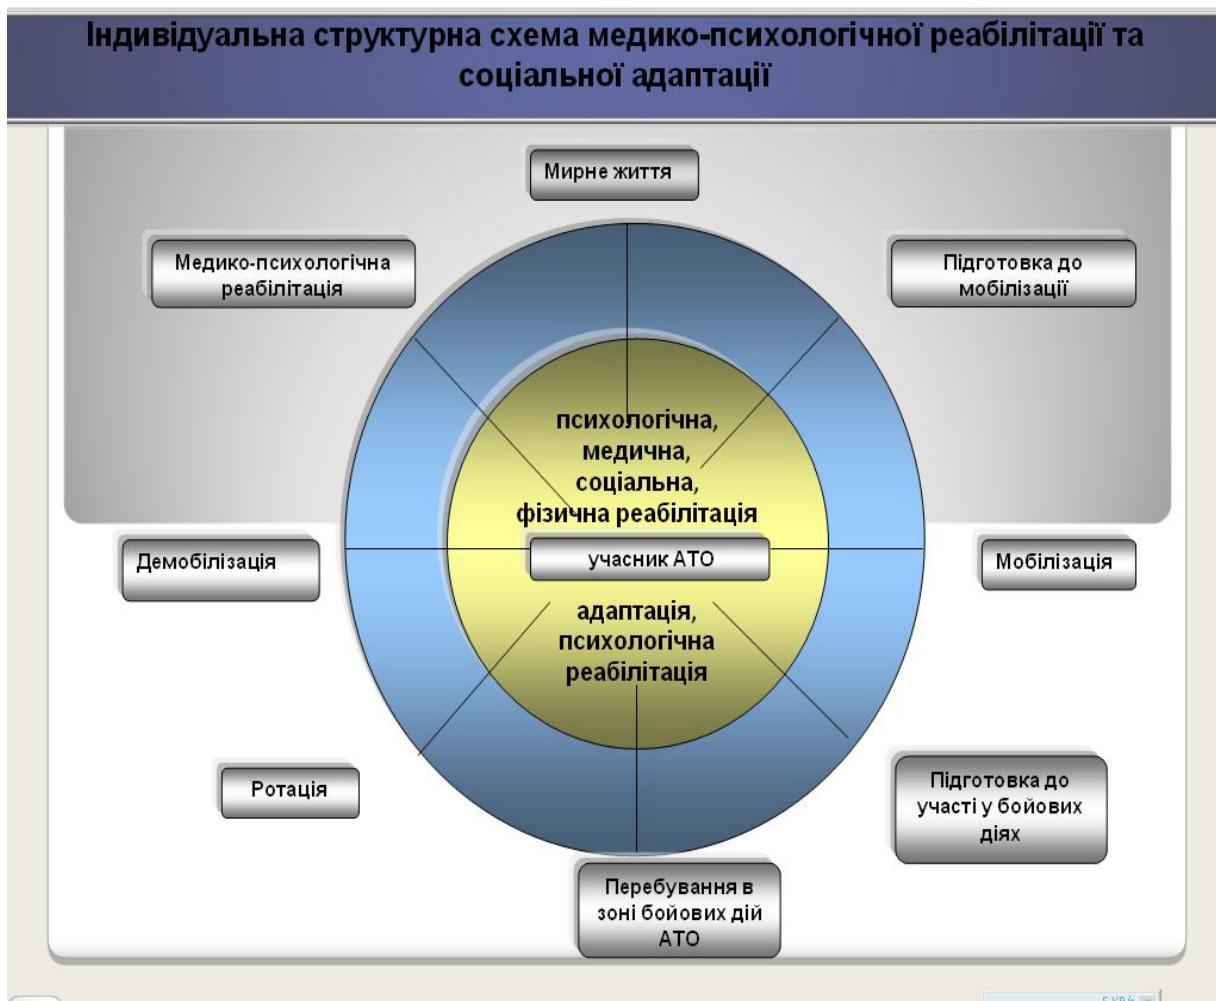 Індивідуальна структурна схема медико-психологічної реабілітації та
соціальної адаптації
Мирне життя
Медико-психологічна
реабілітація
Підготовка до
мобілізації
психологічна,
медична,
соціальна,
фізична реабілітація
учасник АТО
Демобілізація
Мобілізація
адаптація,
психологічна
реабілітація
Ротація
Підготовка до
участі у бойових
діях
Перебування в
зоні бойових дій
АТО